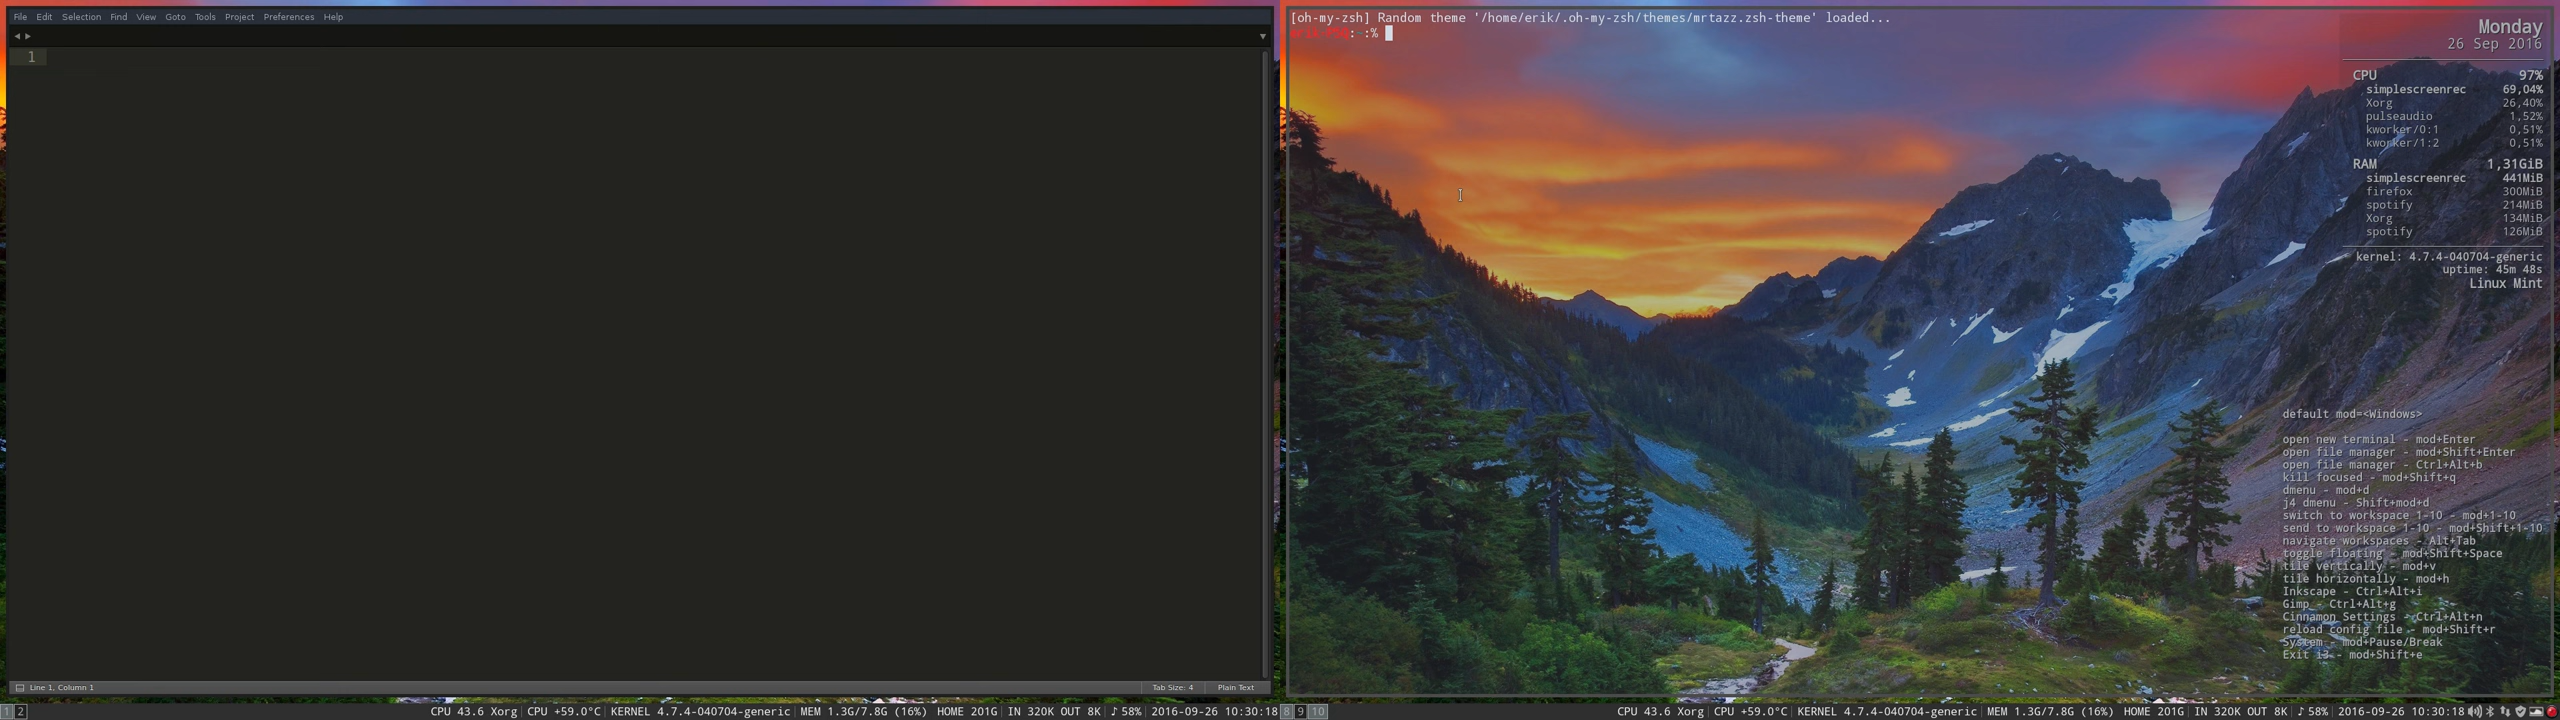 File Edit Selection Find View Goto Tools Project Preferences Help
1
Line 1, Column 1 Tab Size: 4 Plain Text
1 2 CPU 43.6 Xorg CPU +59.0°C KERNEL 4.7.4-040704-generic MEM 1.3G/7.8G (16%) HOME 201G IN 320K OUT 8K ♪ 58% 2016-09-26 10:30:18
[oh-my-zsh] Random theme '/home/erik/.oh-my-zsh/themes/mrtazz.zsh-theme' loaded...
:%
Monday
26 Sep 2016
CPU 97%
simplescreenrec 69,04%
Xorg 26,40%
pulseaudio 1,52%
kworker/0:1 0,51%
kworker/1:2 0,51%
RAM 1,31GiB
simplescreenrec 441MiB
firefox 300MiB
spotify 214MiB
Xorg 134MiB
spotify 126MiB
kernel: 4.7.4-040704-generic
uptime: 45m 48s
Linux Mint
default mod=<Windows>
open new terminal - mod+Enter
open file manager - mod+Shift+Enter
open file manager - Ctrl+Alt+b
kill focused - mod+Shift+q
dmenu - mod+d
j4 dmenu - Shift+mod+d
switch to workspace 1-10 - mod+1-10
send to workspace 1-10 - mod+Shift+1-10
navigate workspaces - Alt+Tab
toggle floating - mod+Shift+Space
tile vertically - mod+v
tile horizontally - mod+h
Inkscape - Ctrl+Alt+i
Gimp - Ctrl+Alt+g
Cinnamon Settings - Ctrl+Alt+n
reload config file - mod+Shift+r
System - mod+Pause/Break
Exit i3 - mod+Shift+e
8 9 10 CPU 43.6 Xorg CPU +59.0°C KERNEL 4.7.4-040704-generic MEM 1.3G/7.8G (16%) HOME 201G IN 320K OUT 8K ♪ 58% 2016-09-26 10:30:18